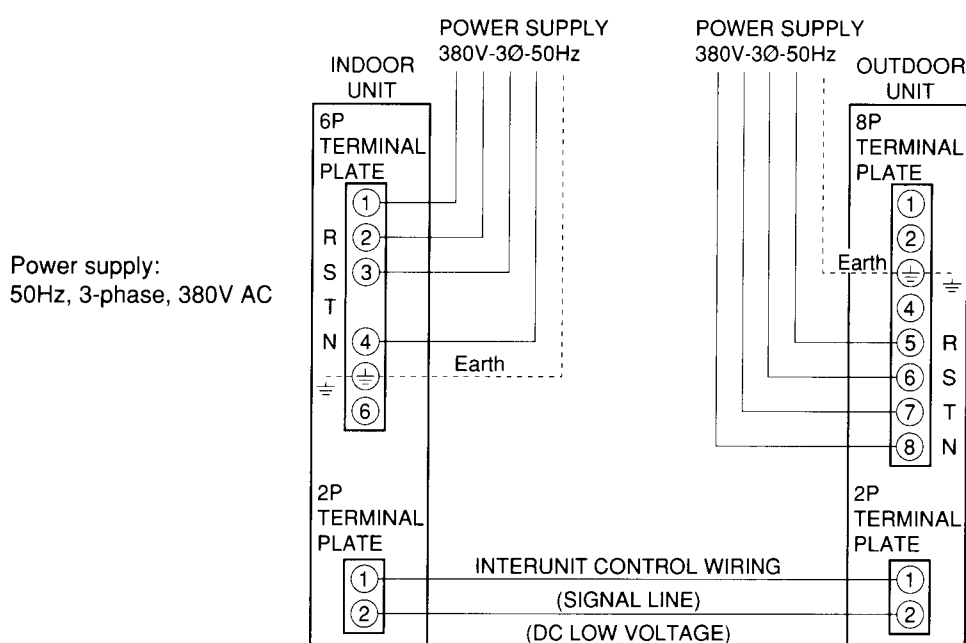 POWER SUPPLY
380V-3Ø-50Hz
POWER SUPPLY
380V-3Ø-50Hz
INDOOR
UNIT
OUTDOOR
UNIT
6P
TERMINAL
PLATE
1
R 2
S 3
T
N 4
Earth
6
Power supply:
50Hz, 3-phase, 380V AC
8P
TERMINAL
PLATE
1
2
Earth
4
5 R
6 S
7 T
8 N
2P
TERMINAL
PLATE
1
2
INTERUNIT CONTROL WIRING
(SIGNAL LINE)
(DC LOW VOLTAGE)
2P
TERMINAL
PLATE
1
2